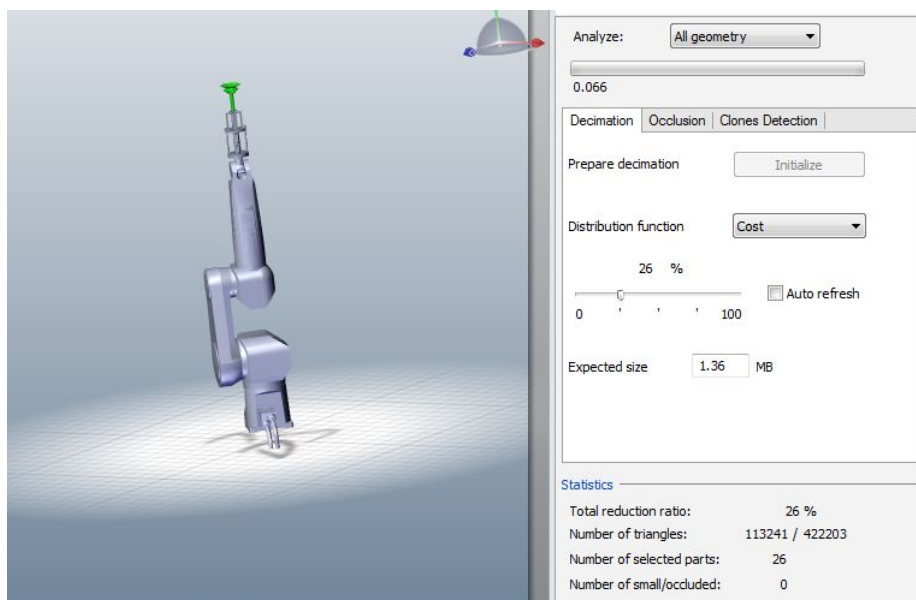 Analyze: All geometry
0.066
Decimation Occlusion Clones Detection
Prepare decimation Initialize
Distribution function Cost
26 %
Auto refresh
0 100
Expected size 1.36 MB
Statistics
Total reduction ratio: 26 %
Number of triangles: 113241 / 422203
Number of selected parts: 26
Number of small/occluded: 0